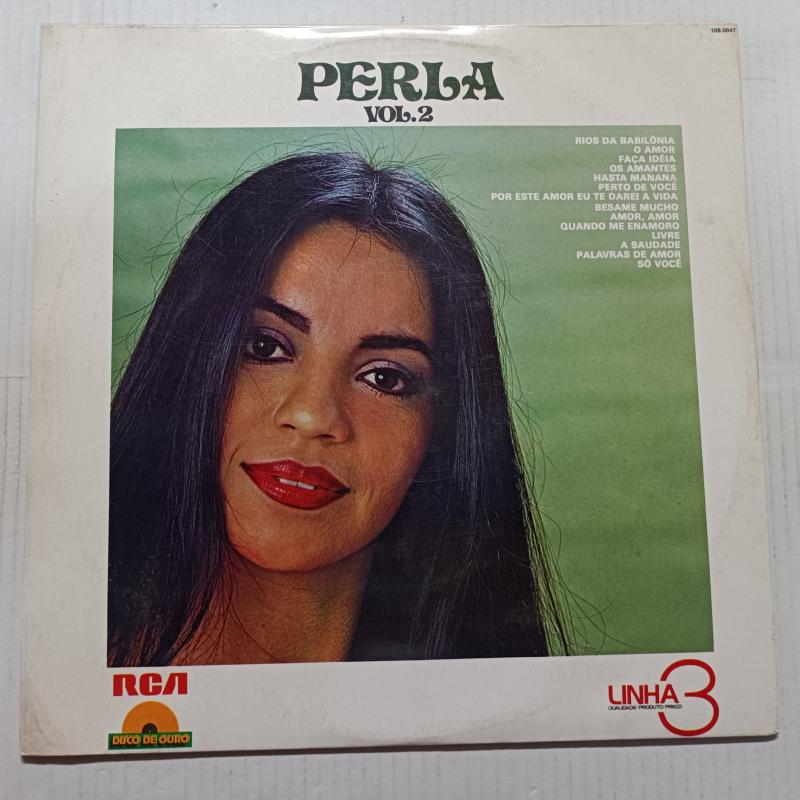 109.0047
PERLA
VOL.2
RIOS DA BABILÔNIA
O AMOR
FAÇA IDÉIA
OS AMANTES
HASTA MANANA
PERTO DE VOCÊ
POR ESTE AMOR EU TE DAREI A VIDA
BESAME MUCHO
AMOR, AMOR
QUANDO ME ENAMORO
LIVRE
A SAUDADE
PALAVRAS DE AMOR
SÔ VOCÊ
RCA
DISCO DE OURO
LINHA 3
QUALIDADE/PRODUTO/PREÇO